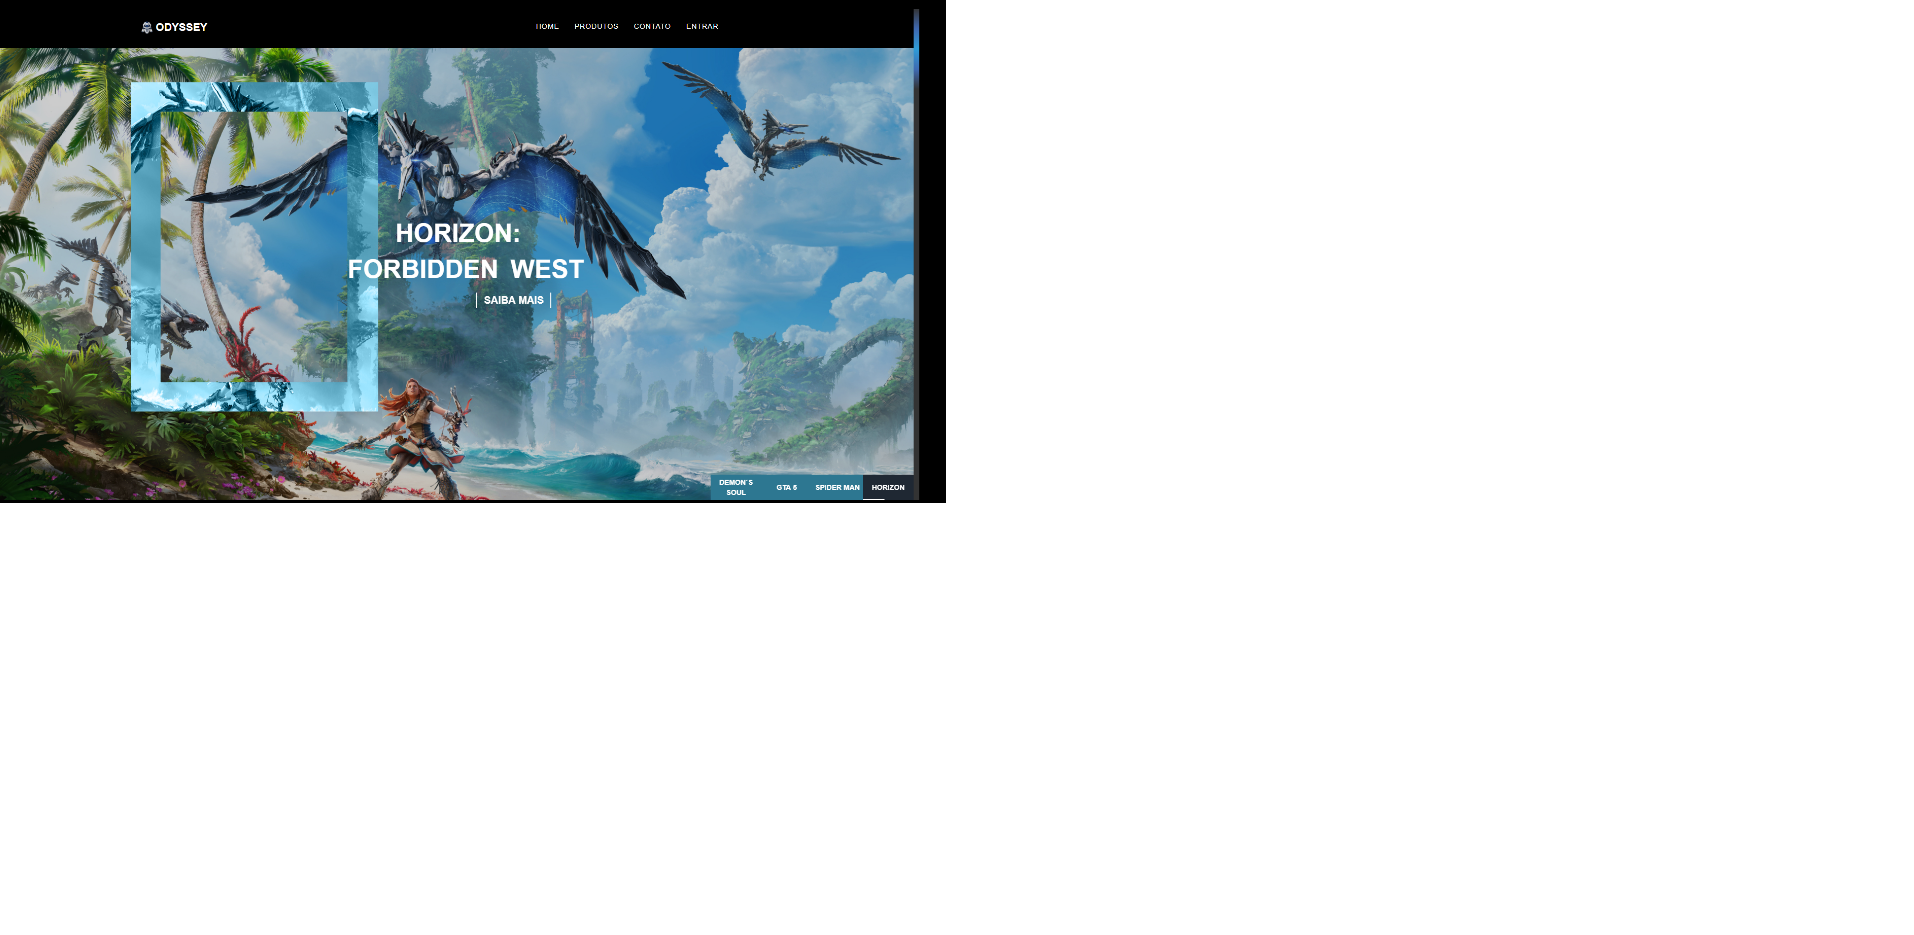 ODYSSEY
HOME PRODUTOS CONTATO ENTRAR
HORIZON:
FORBIDDEN WEST
SAIBA MAIS
DEMON´S
SOUL
GTA 6
SPIDER MAN
HORIZON